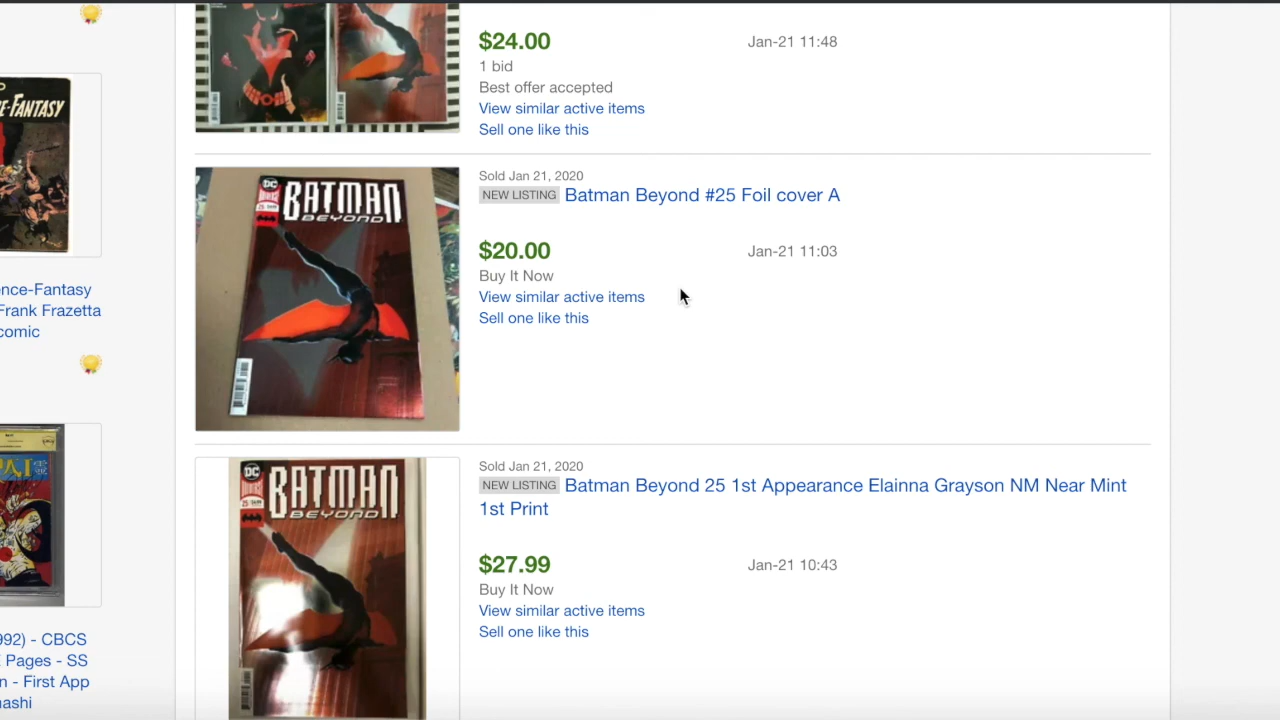 $24.00
Jan-21 11:48
1 bid
Best offer accepted
View similar active items
Sell one like this
Sold Jan 21, 2020
NEW LISTING Batman Beyond #25 Foil cover A
$20.00
Jan-21 11:03
Buy It Now
View similar active items
Sell one like this
DC
BATMAN
BEYOND
Sold Jan 21, 2020
NEW LISTING Batman Beyond 25 1st Appearance Elainna Grayson NM Near Mint
1st Print
$27.99
Jan-21 10:43
Buy It Now
View similar active items
Sell one like this
DC
BATMAN
BEYOND
E-FANTASY
nce-Fantasy
Frank Frazetta
comic
992) - CBCS
Pages - SS
n - First App
nashi